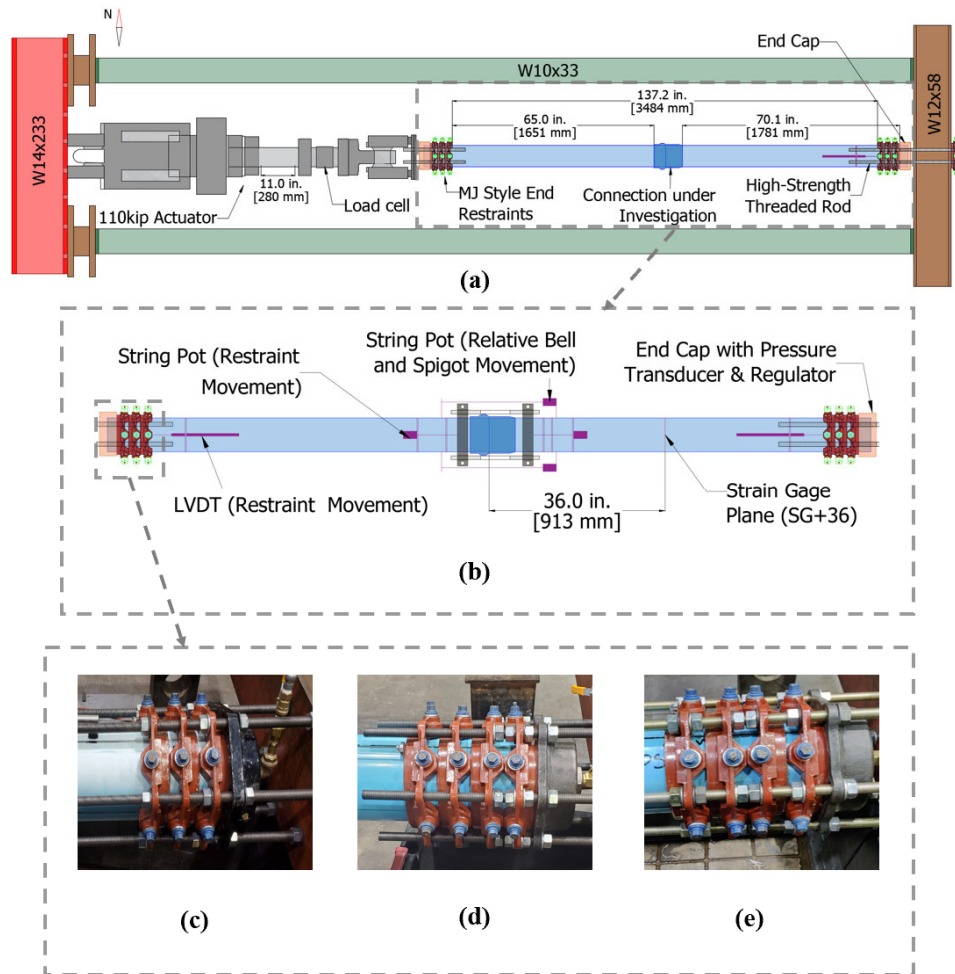 N
End Cap
W10x33
W14x233
W12x58
137.2 in.
[3484 mm]
65.0 in.
[1651 mm]
70.1 in.
[1781 mm]
11.0 in.
[280 mm]
110kip Actuator
Load cell
MJ Style End
Restraints
Connection under
Investigation
High-Strength
Threaded Rod
(a)
String Pot (Restraint
Movement)
String Pot (Relative Bell
and Spigot Movement)
End Cap with Pressure
Transducer & Regulator
LVDT (Restraint Movement)
36.0 in.
[913 mm]
Strain Gage
Plane (SG+36)
(b)
(c)
(d)
(e)